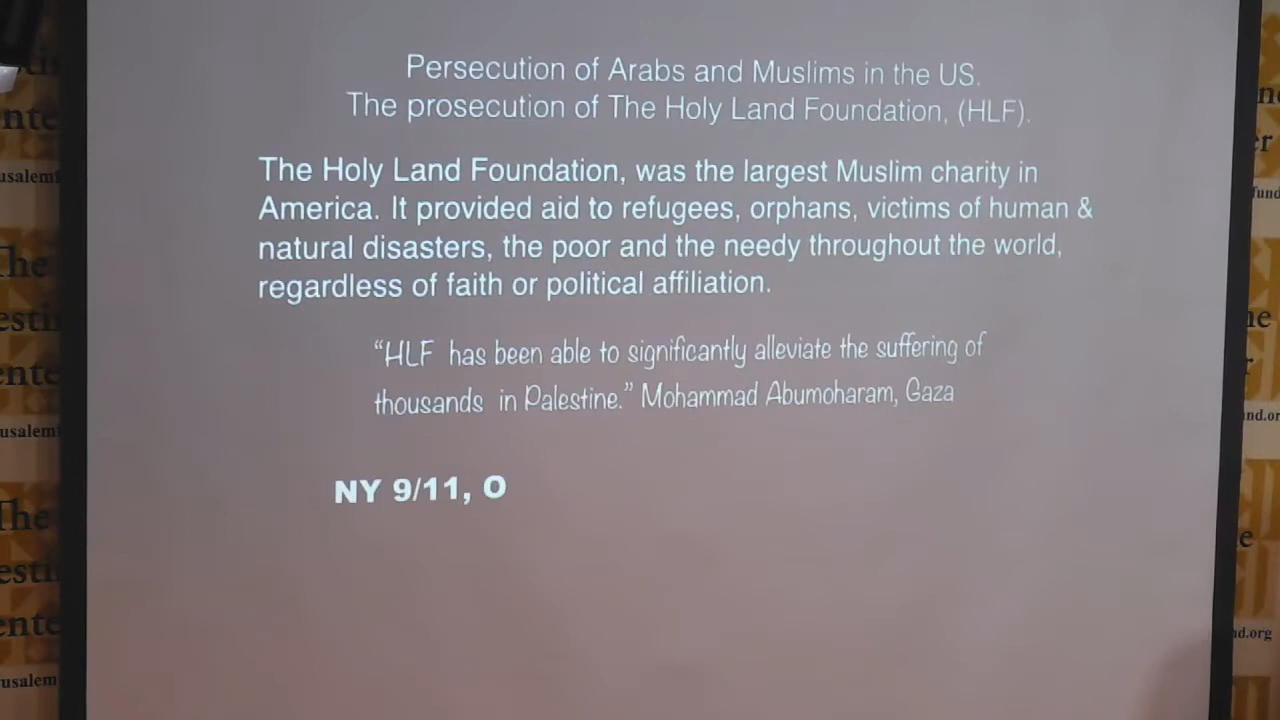 Persecution of Arabs and Muslims in the US.
The prosecution of The Holy Land Foundation, (HLF).
The Holy Land Foundation, was the largest Muslim charity in
America. It provided aid to refugees, orphans, victims of human &
natural disasters, the poor and the needy throughout the world,
regardless of faith or political affiliation.
“HLF has been able to significantly alleviate the suffering of
thousands in Palestine.” Mohammad Abumoharam, Gaza
NY 9/11, O
The
The